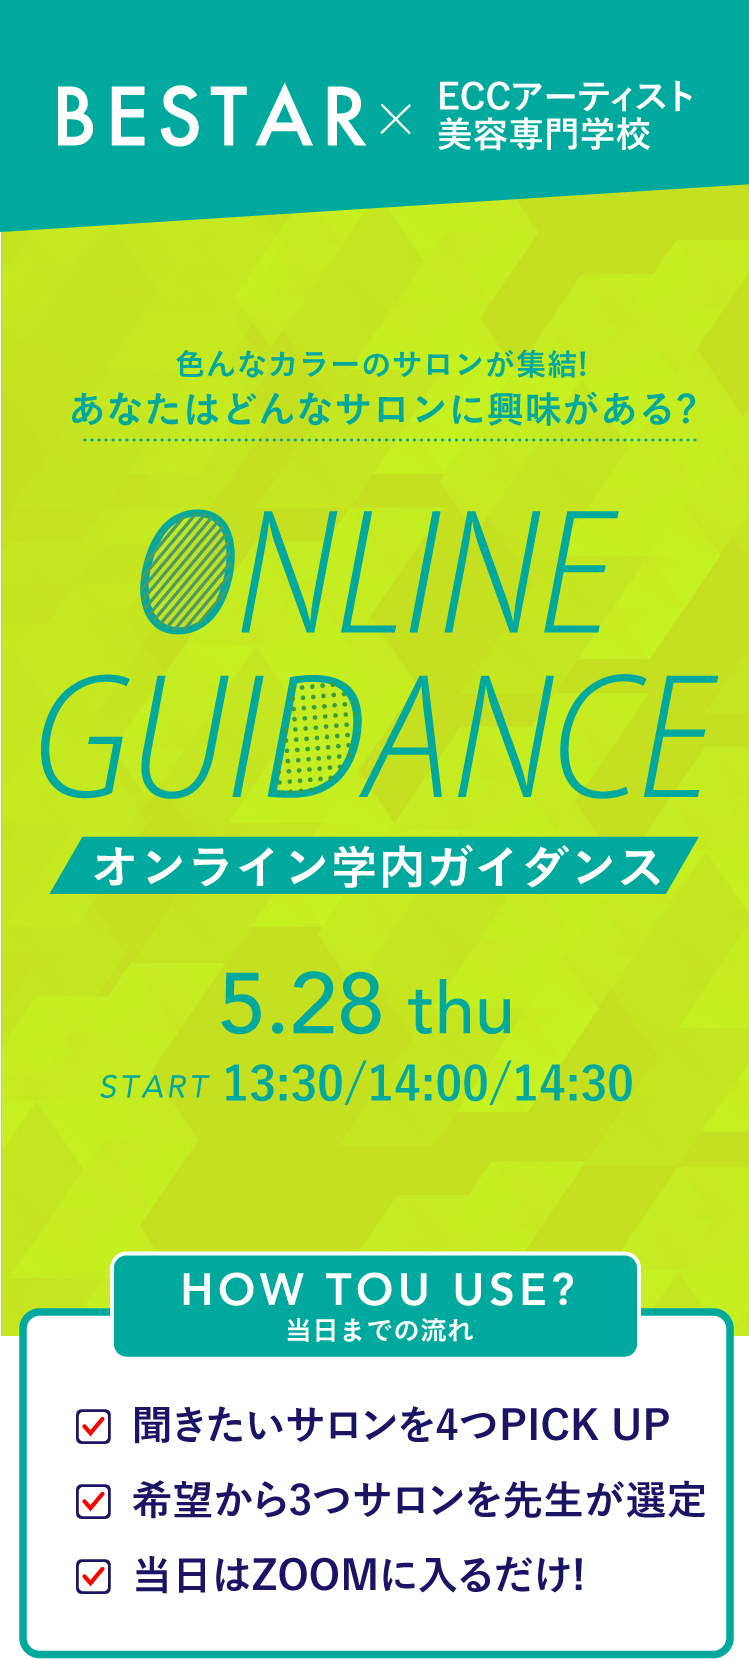 BESTAR×ECCアーティスト
美容専門学校
色んなカラーのサロンが集結!
あなたはどんなサロンに興味がある?
ONLINE
GUIDANCE
オンライン学内ガイダンス
5.28 thu
START 13:30/14:00/14:30
HOW TOU USE?
当日までの流れ
聞きたいサロンを4つPICK UP
希望から3つサロンを先生が選定
当日はZOOMに入るだけ!